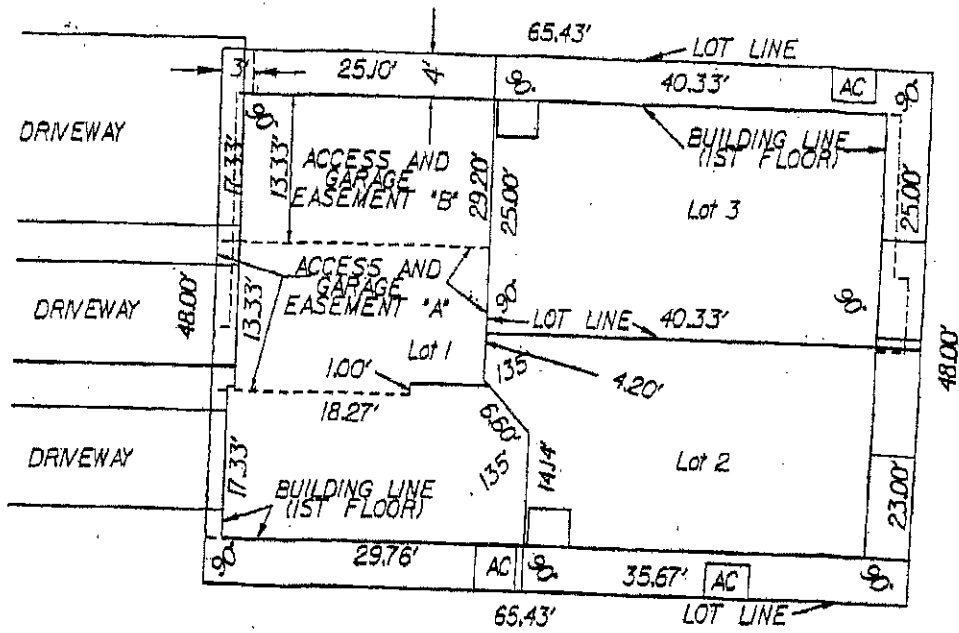 65.43'
LOT LINE
3'
25.10'
4'
90°
40.33'
AC
90°
DRIVEWAY
17.33'
90°
13.33'
ACCESS AND
GARAGE
EASEMENT "B"
29.20'
25.00'
BUILDING LINE
(1ST FLOOR)
Lot 3
25.00'
48.00'
ACCESS AND
GARAGE
EASEMENT "A"
13.33'
DRIVEWAY
90°
90°
LOT LINE
40.33'
Lot 1
1.00'
135°
4.20'
48.00'
18.27'
6.60'
DRIVEWAY
17.33'
135°
14.14'
Lot 2
23.00'
BUILDING LINE
(1ST FLOOR)
90°
29.76'
AC
90°
35.67'
AC
90°
65.43'
LOT LINE